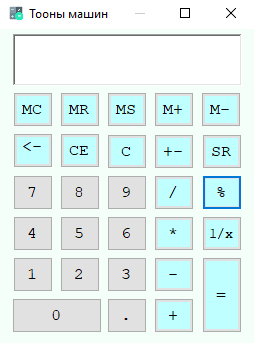 Тооны машин
MC MR MS M+ M-
<- CE C +- SR
7 8 9 / %
4 5 6 * 1/x
1 2 3 - =
0 . +